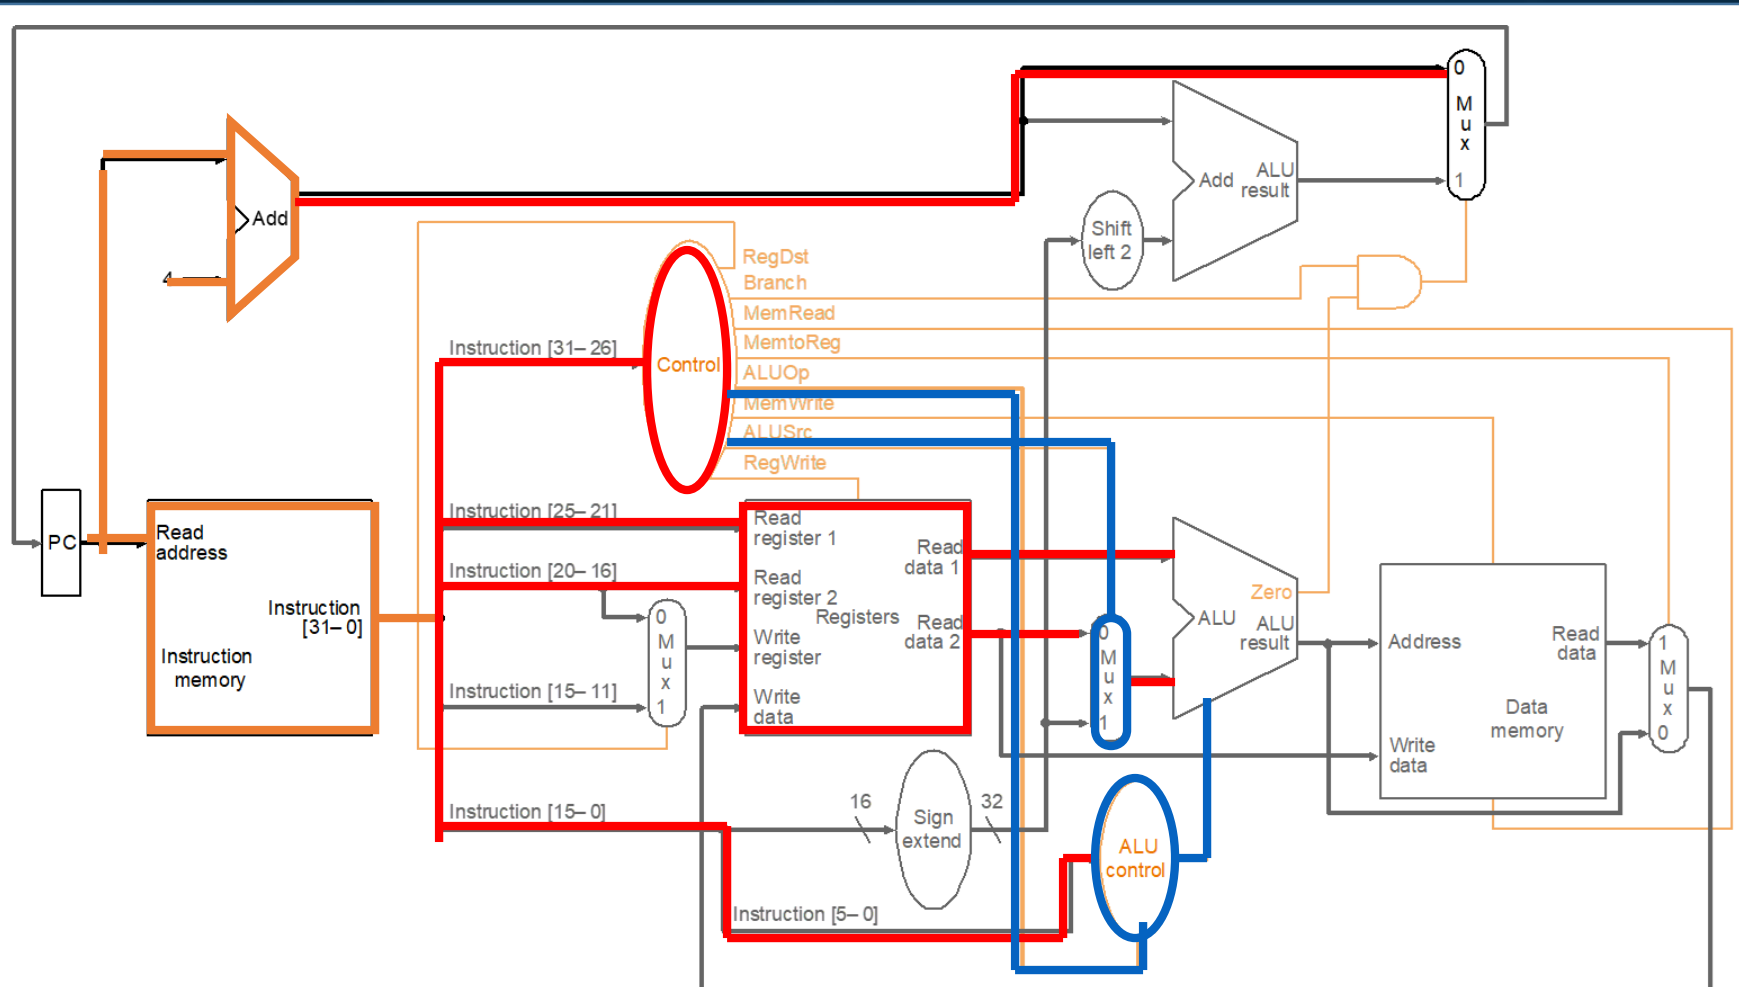 0
M
u
x
1
Add
ALU
result
Add
4
Shift
left 2
RegDst
Branch
MemRead
MemtoReg
ALUOp
MemWrite
ALUSrc
RegWrite
Control
Instruction [31– 26]
Instruction [25– 21]
Instruction [20– 16]
Instruction [15– 11]
Instruction [15– 0]
Instruction [5– 0]
PC
Read
address
Instruction
[31– 0]
Instruction
memory
0
M
u
x
1
Read
register 1
Read
register 2
Write
register
Write
data
Registers
Read
data 1
Read
data 2
0
M
u
x
1
Zero
ALU
ALU
result
Address
Write
data
Read
data
Data
memory
1
M
u
x
0
16
Sign
extend
32
ALU
control